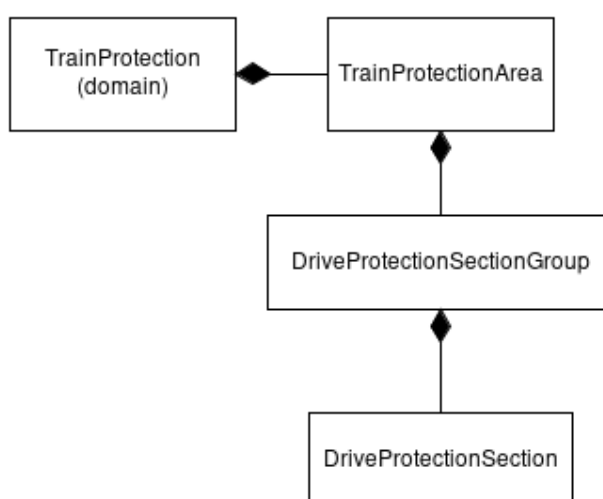 TrainProtection
(domain)
TrainProtectionArea
DriveProtectionSectionGroup
DriveProtectionSection